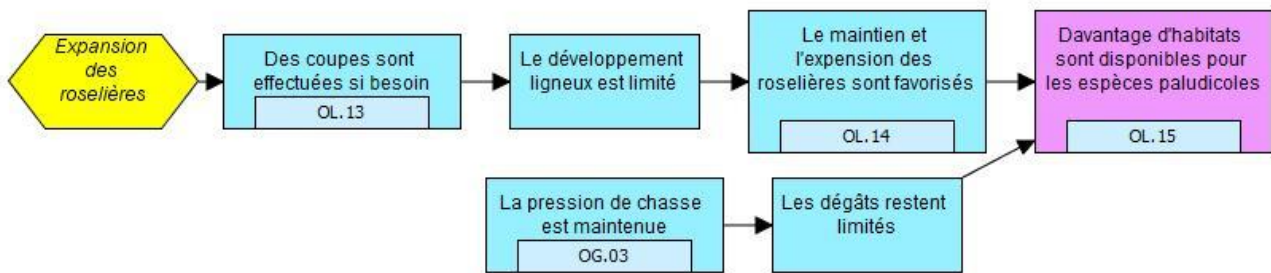 Expansion
des
roselières
Des coupes sont
effectuées si besoin
OL.13
Le développement
ligneux est limité
Le maintien et
l'expension des
roselières sont favorisés
OL.14
Davantage d'habitats
sont disponibles pour
les espèces paludicoles
OL.15
La pression de chasse
est maintenue
OG.03
Les dégâts restent
limités